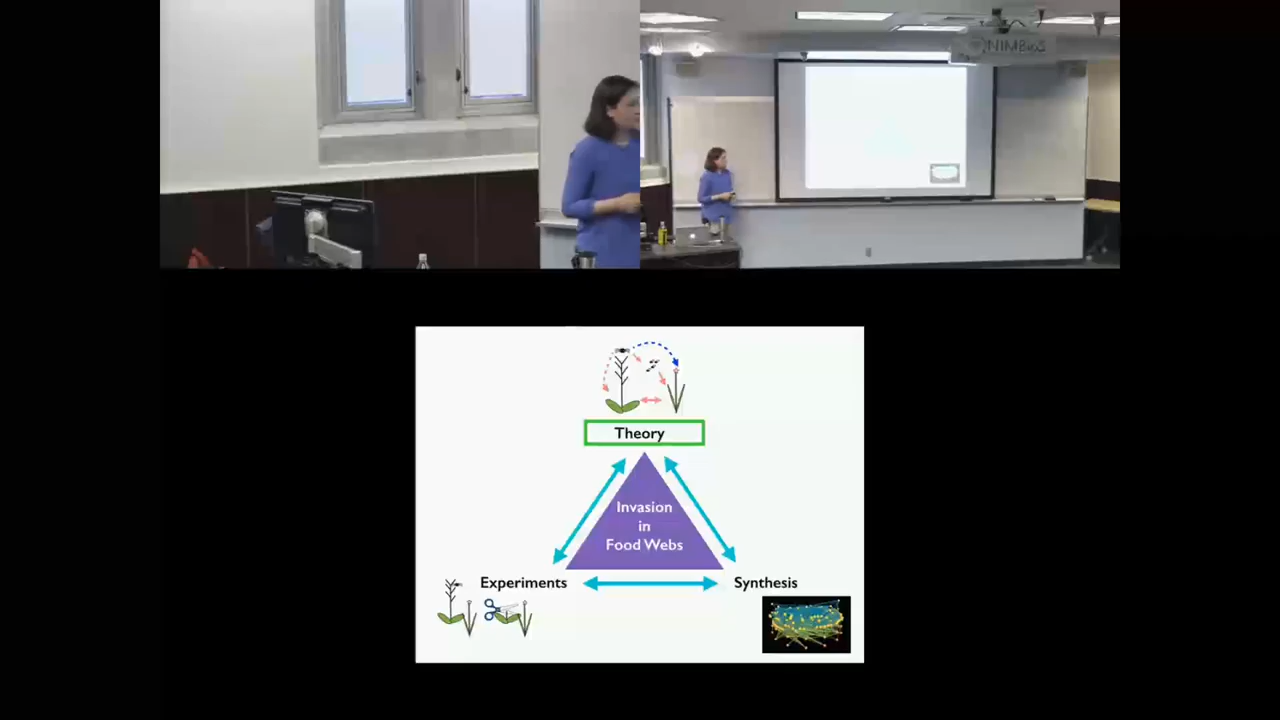 NIMBioS
Theory
Invasion
in
Food Webs
Experiments
Synthesis